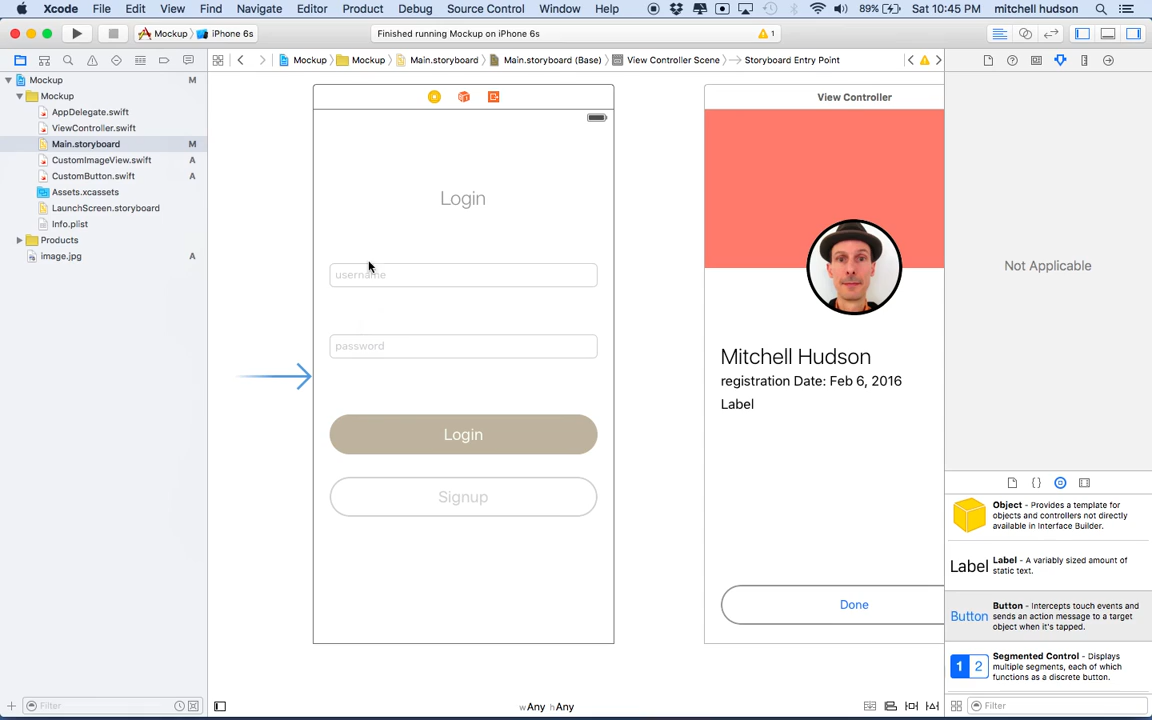 Xcode File Edit View Find Navigate Editor Product Debug Source Control Window Help 89% Sat 10:45 PM mitchell hudson
Mockup iPhone 6s Finished running Mockup on iPhone 6s 1
Mockup Mockup Main.storyboard Main.storyboard (Base) View Controller Scene Storyboard Entry Point
Mockup M
Mockup
AppDelegate.swift
ViewController.swift
Main.storyboard M
CustomImageView.swift A
CustomButton.swift A
Assets.xcassets
LaunchScreen.storyboard
Info.plist
Products
image.jpg A
Filter
Login
username
password
Login
Signup
View Controller
Mitchell Hudson
registration Date: Feb 6, 2016
Label
Done
wAny hAny
Not Applicable
Object - Provides a template for
objects and controllers not directly
available in Interface Builder.
Label
Label - A variably sized amount of
static text.
Button
Button - Intercepts touch events and
sends an action message to a target
object when it's tapped.
1 2
Segmented Control - Displays
multiple segments, each of which
functions as a discrete button.
Filter